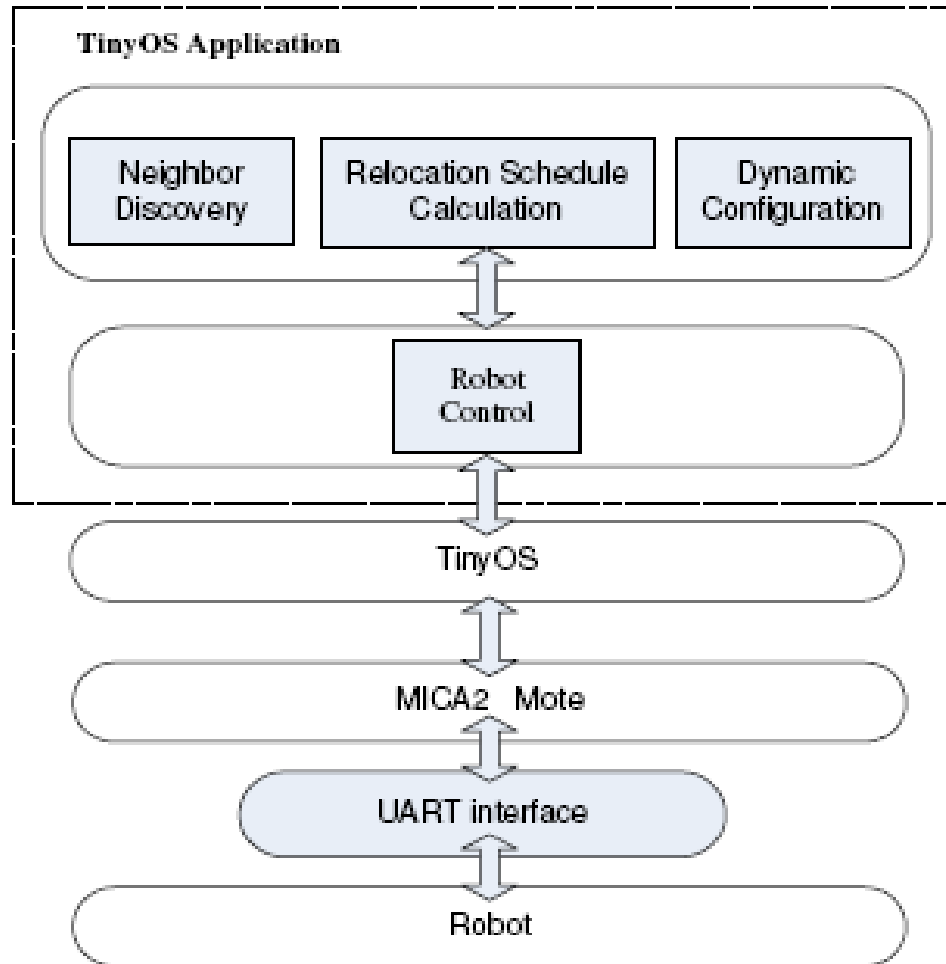 TinyOS Application
Neighbor
Discovery
Relocation Schedule
Calculation
Dynamic
Configuration
Robot
Control
TinyOS
MICA2 Mote
UART interface
Robot